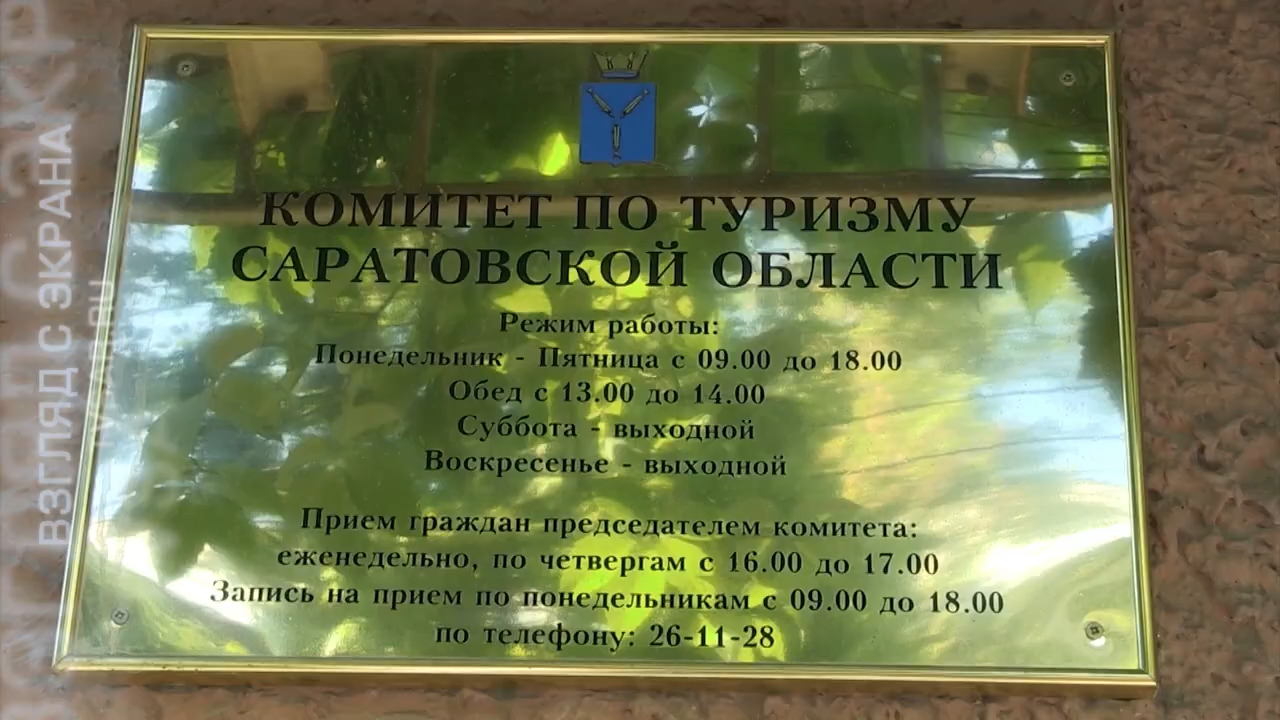 КОМИТЕТ ПО ТУРИЗМУ
САРАТОВСКОЙ ОБЛАСТИ
Режим работы:
Понедельник - Пятница с 09.00 до 18.00
Обед с 13.00 до 14.00
Суббота - выходной
Воскресенье - выходной
Прием граждан председателем комитета:
еженедельно, по четвергам с 16.00 до 17.00
Запись на прием по понедельникам с 09.00 до 18.00
по телефону: 26-11-28
ВЗГЛЯД С ЭКРАНА